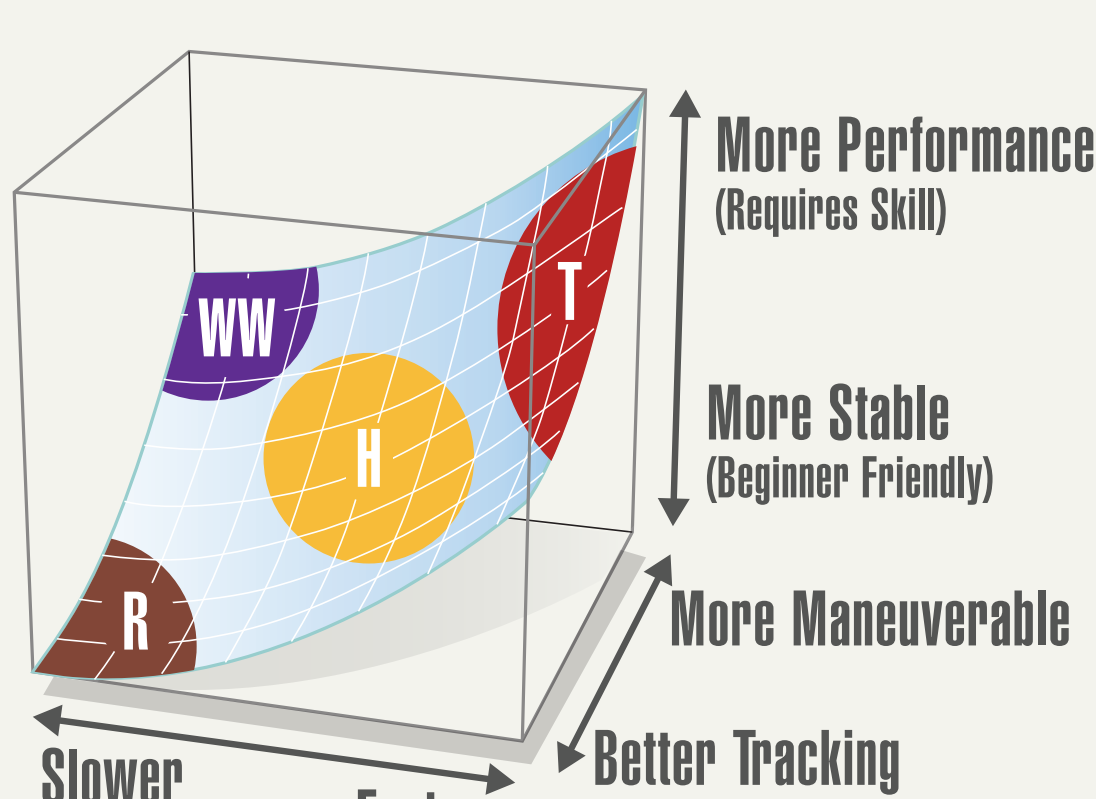 More Performance
(Requires Skill)
T
WW
More Stable
(Beginner Friendly)
H
R
More Maneuverable
Better Tracking
Slower